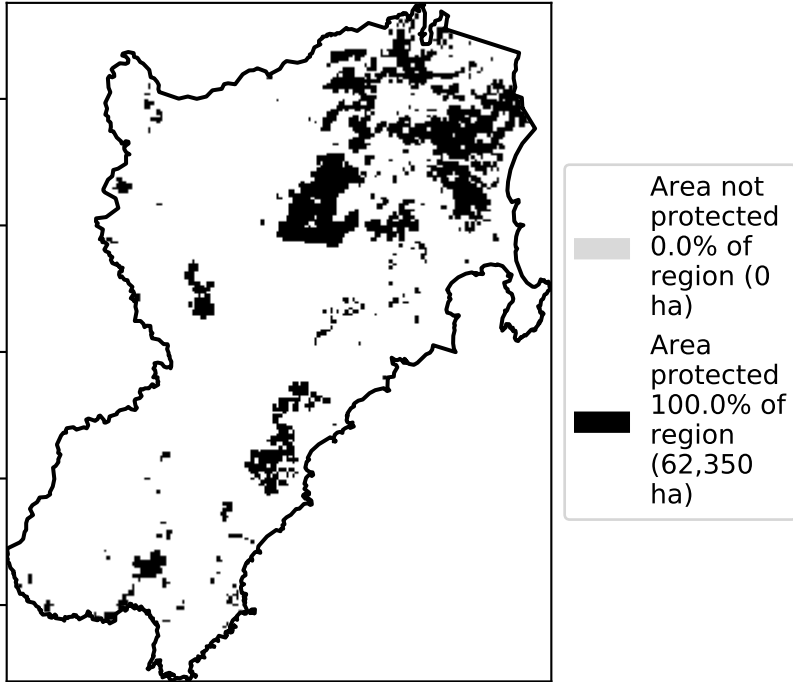 Area not
protected
0.0% of
region (0
ha)
Area
protected
100.0% of
region
(62,350
ha)